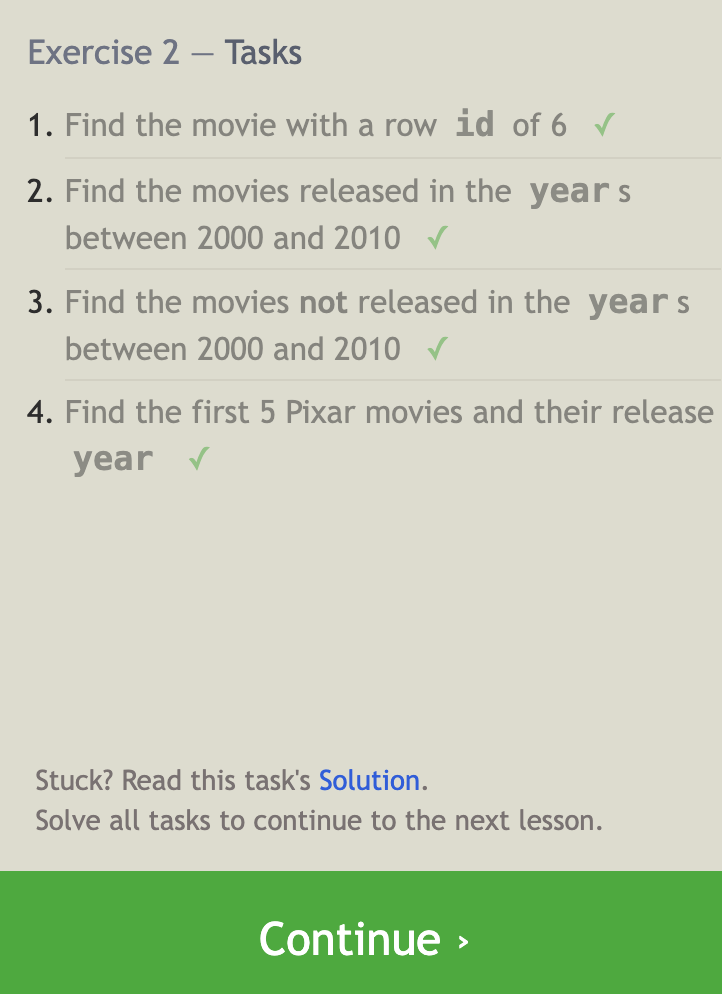 Exercise 2 — Tasks
1. Find the movie with a row id of 6 ✓
2. Find the movies released in the year s
between 2000 and 2010 ✓
3. Find the movies not released in the year s
between 2000 and 2010 ✓
4. Find the first 5 Pixar movies and their release
year ✓
Stuck? Read this task's Solution.
Solve all tasks to continue to the next lesson.
Continue ›